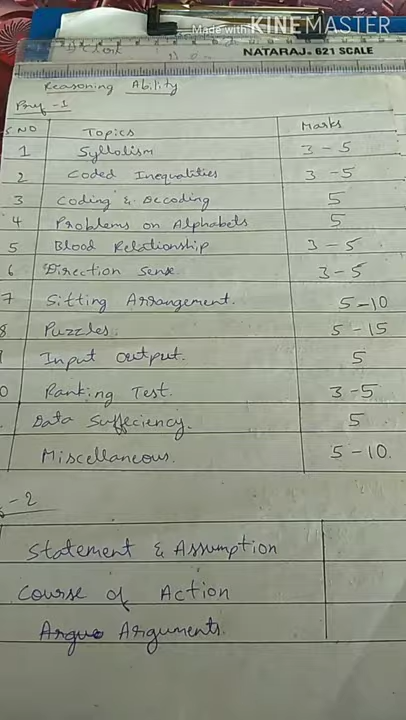 Made with KINEMASTER
NATARAJ. 621 SCALE
Reasoning Ability
S.NO Topics Marks
1 Syllolism 3-5
2 Coded Inequalities 3-5
3 Coding & Decoding 5
4 Problems on Alphabets 5
5 Blood Relationship 3-5
6 Direction Sense 3-5
7 Sitting Arrangement. 5-10
8 Puzzles. 5-15
Input output. 5
0 Ranking Test. 3-5
Data Suffeciency. 5
Miscellaneous. 5-10.
-2
Statement & Assumption
Course of Action
Arguments.